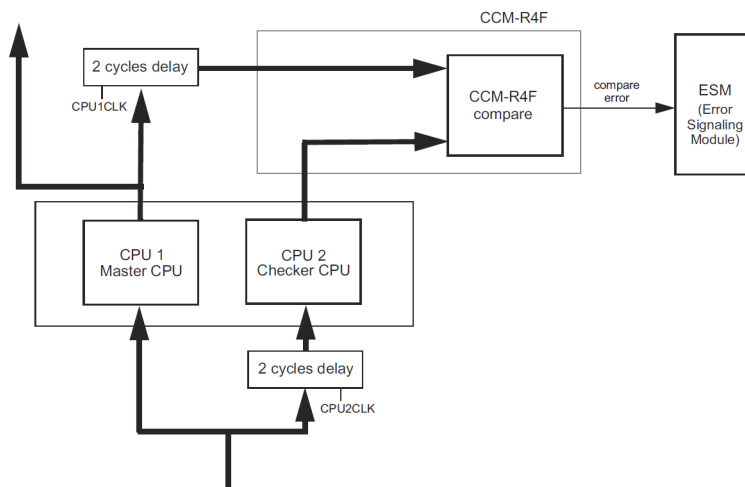 CCM-R4F
2 cycles delay
CPU1CLK
CCM-R4F
compare
compare
error
ESM
(Error
Signaling
Module)
CPU 1
Master CPU
CPU 2
Checker CPU
2 cycles delay
CPU2CLK